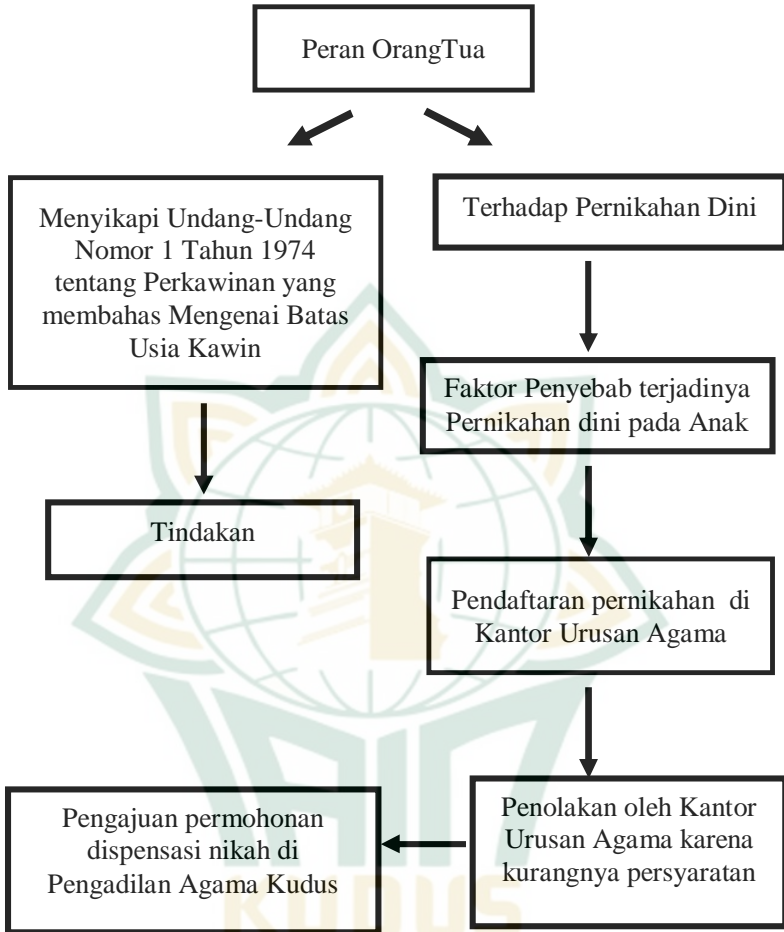 Peran OrangTua
Menyikapi Undang-Undang
Nomor 1 Tahun 1974
tentang Perkawinan yang
membahas Mengenai Batas
Usia Kawin
Terhadap Pernikahan Dini
Faktor Penyebab terjadinya
Pernikahan dini pada Anak
Tindakan
Pendaftaran pernikahan di
Kantor Urusan Agama
Penolakan oleh Kantor
Urusan Agama karena
kurangnya persyaratan
Pengajuan permohonan
dispensasi nikah di
Pengadilan Agama Kudus
IAIN
KUDUS